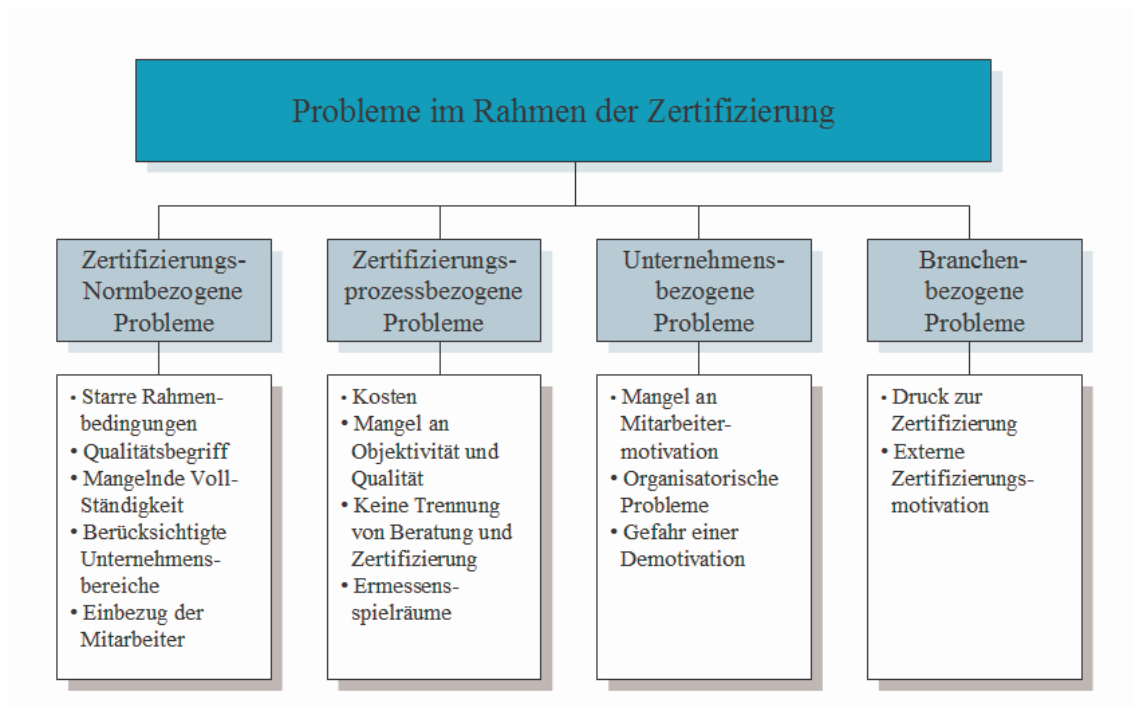 Probleme im Rahmen der Zertifizierung
Zertifizierungs-
Normbezogene
Probleme
Zertifizierungs-
prozessbezogene
Probleme
Unternehmens-
bezogene
Probleme
Branchen-
bezogene
Probleme
• Starre Rahmen-
bedingungen
• Qualitätsbegriff
• Mangelnde Voll-
Ständigkeit
• Berücksichtigte
Unternehmens-
bereiche
• Einbezug der
Mitarbeiter
• Kosten
• Mangel an
Objektivität und
Qualität
• Keine Trennung
von Beratung und
Zertifizierung
• Ermessens-
spielräume
• Mangel an
Mitarbeiter-
motivation
• Organisatorische
Probleme
• Gefahr einer
Demotivation
• Druck zur
Zertifizierung
• Externe
Zertifizierungs-
motivation